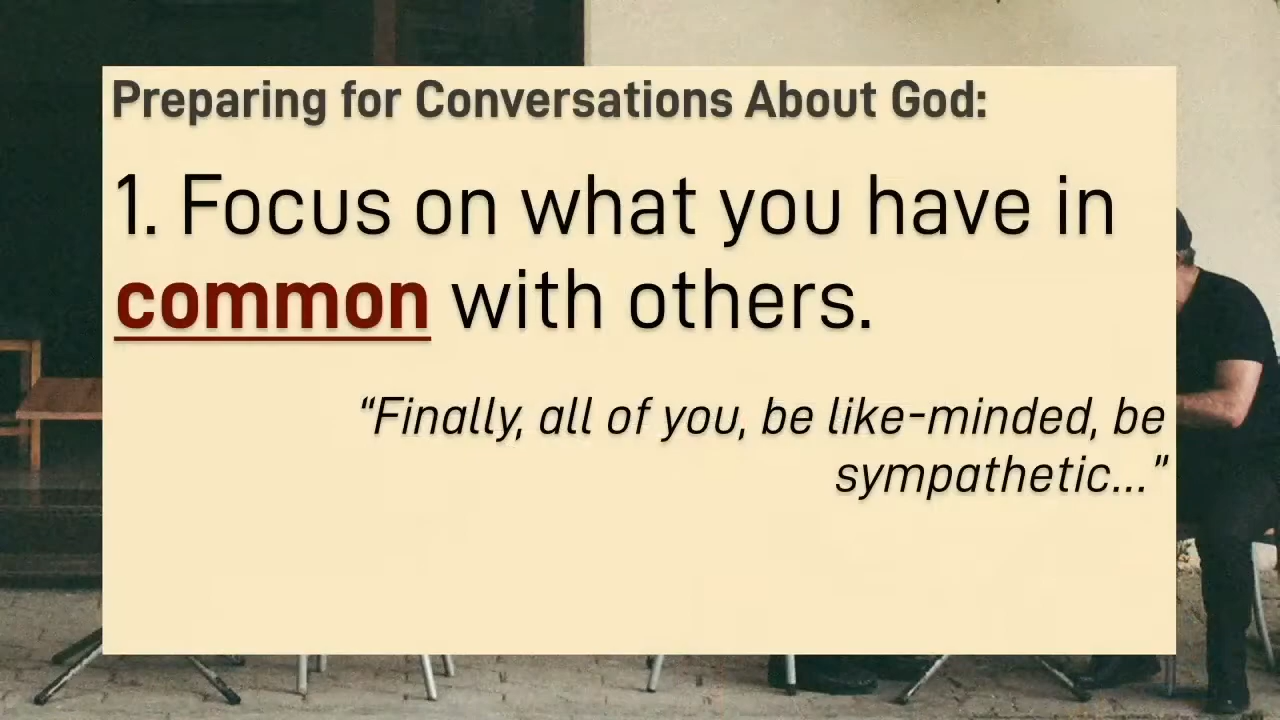 Preparing for Conversations About God:
1. Focus on what you have in
common with others.
“Finally, all of you, be like-minded, be
sympathetic...”